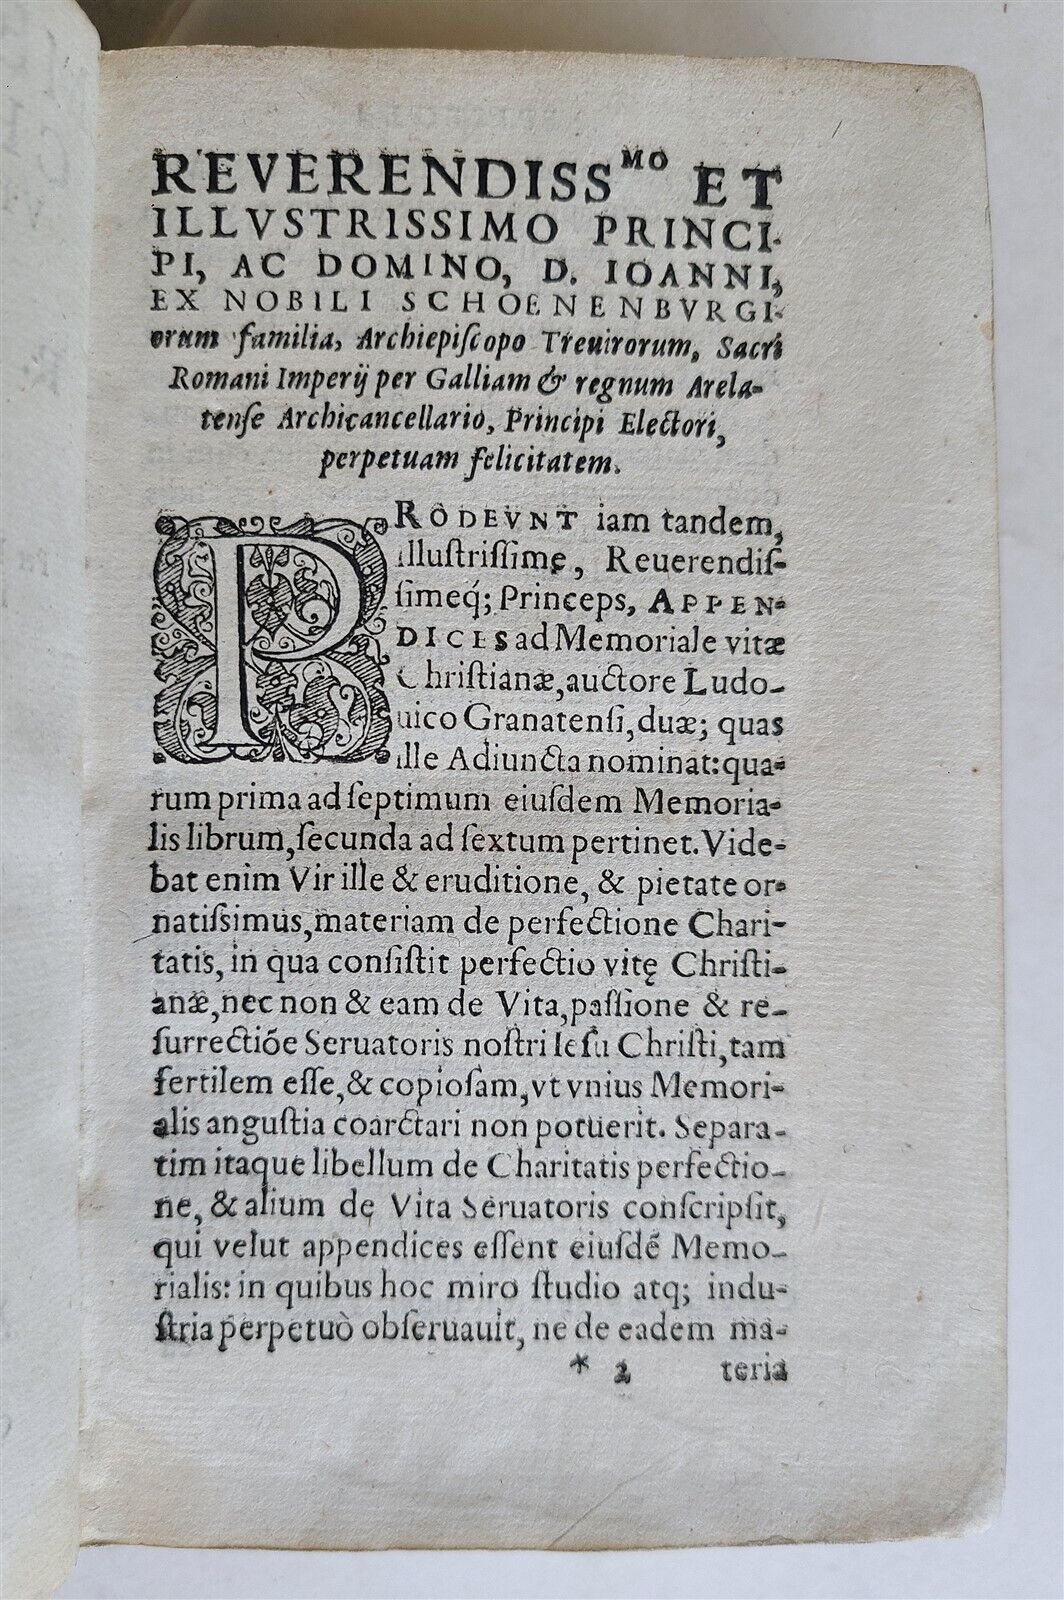 REVERENDISS^MO ET
ILLVSTRISSIMO PRINCI-
PI, AC DOMINO, D. IOANNI,
EX NOBILI SCHOENENBVRGI-
orum familia, Archiepiſcopo Treuirorum, Sacri
Romani Imperij per Galliam & regnum Arela-
tenſe Archicancellario, Principi Electori,
perpetuam felicitatem.
PRODEVNT iam tandem,
illuſtriſſime, Reuerendiſ-
ſimeq́; Princeps, APPEN-
DICES ad Memoriale vitæ
Chriſtianæ, auctore Ludo-
uico Granatenſi, duæ; quas
ille Adiuncta nominat: qua-
rum prima ad ſeptimum eiuſdem Memoria-
lis librum, ſecunda ad ſextum pertinet. Vide-
bat enim Vir ille & eruditione, & pietate or-
natiſsimus, materiam de perfectione Chari-
tatis, in qua conſiſtit perfectio vitę Chriſti-
anæ, nec non & eam de Vita, paſſione & re-
ſurrectiõe Seruatoris noſtri Ieſu Chriſti, tam
fertilem eſſe, & copioſam, vt vnius Memori-
alis anguſtia coarctari non potuerit. Separa-
tim itaque libellum de Charitatis perfectio-
ne, & alium de Vita Seruatoris conſcripſit,
qui velut appendices eſſent eiuſdẽ Memo-
rialis: in quibus hoc miro ſtudio atq; indu-
ſtria perpetuò obſeruauit, ne de eadem ma-
* 2 teria